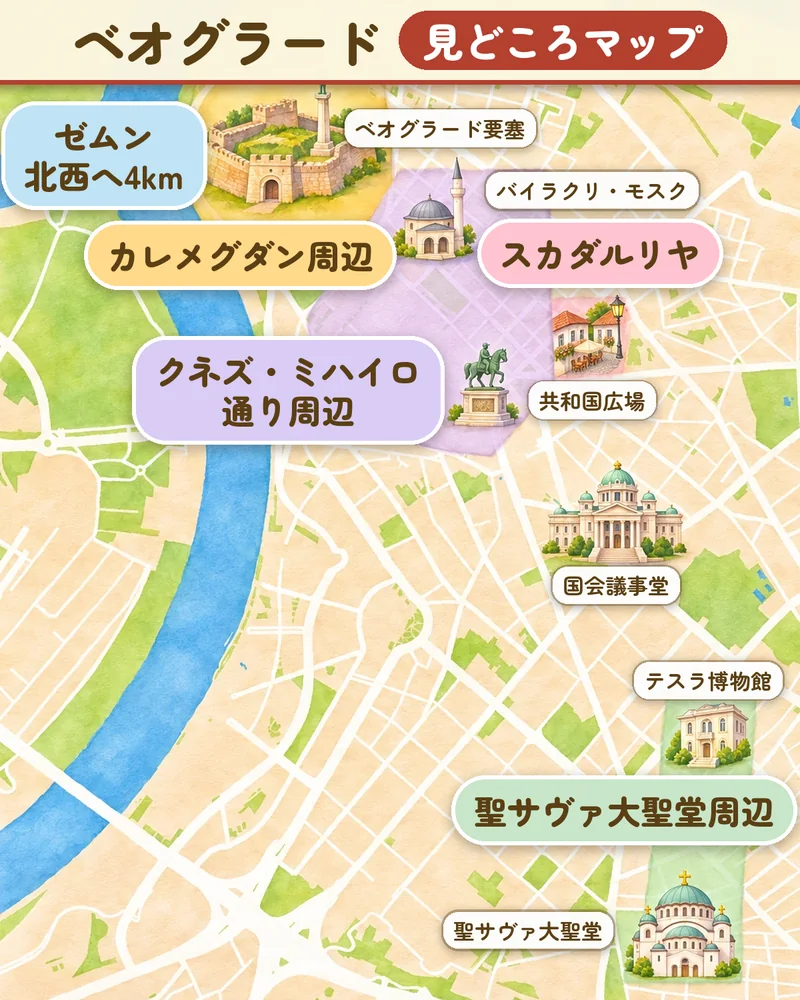 ベオグラード 見どころマップ
ゼムン
北西へ4km
ベオグラード要塞
バイラクリ・モスク
カレメグダン周辺
スカダルリヤ
クネズ・ミハイロ
通り周辺
共和国広場
国会議事堂
テスラ博物館
聖サヴァ大聖堂周辺
聖サヴァ大聖堂